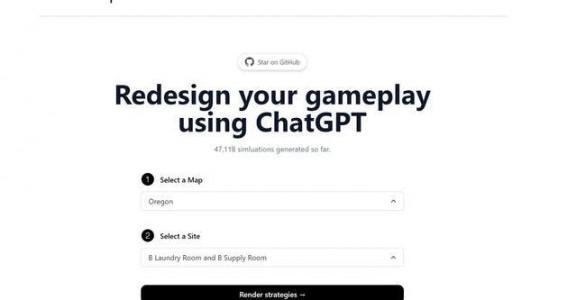 Star on GitHub
Redesign your gameplay
using ChatGPT
47,118 simluations generated so far.
1 Select a Map
Oregon
2 Select a Site
B Laundry Room and B Supply Room
Render strategies →